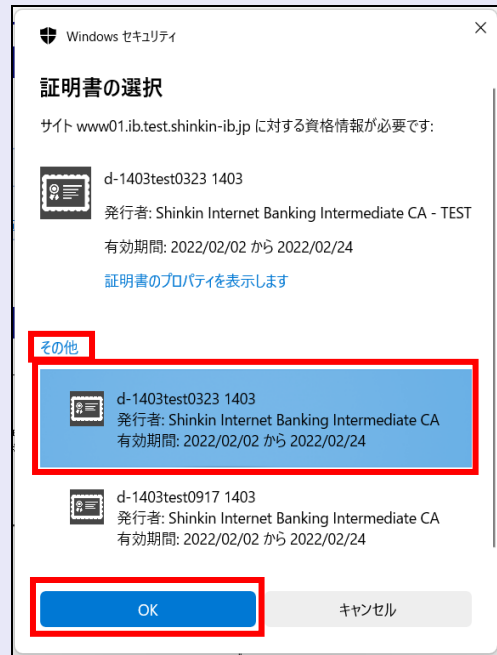 Windows セキュリティ
証明書の選択
サイト www01.ib.test.shinkin-ib.jp に対する資格情報が必要です:
d-1403test0323 1403
発行者: Shinkin Internet Banking Intermediate CA - TEST
有効期間: 2022/02/02 から 2022/02/24
証明書のプロパティを表示します
その他
d-1403test0323 1403
発行者: Shinkin Internet Banking Intermediate CA
有効期間: 2022/02/02 から 2022/02/24
d-1403test0917 1403
発行者: Shinkin Internet Banking Intermediate CA
有効期間: 2022/02/02 から 2022/02/24
OK
キャンセル